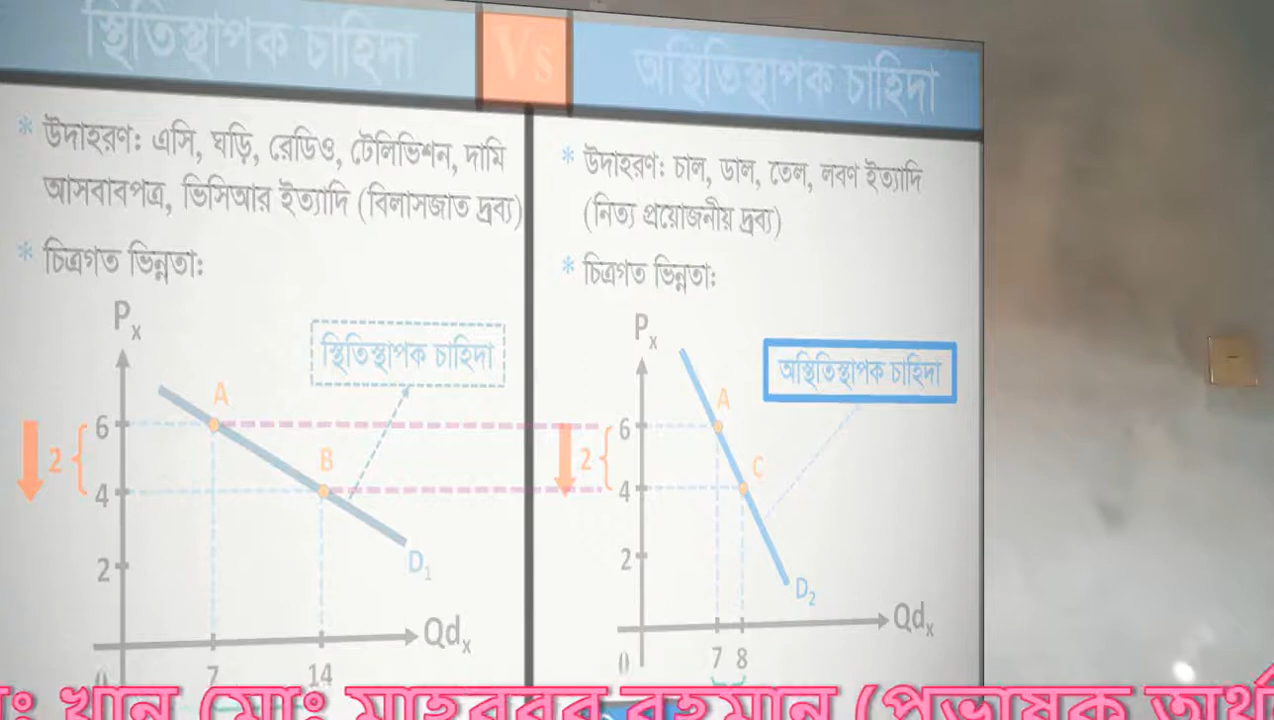 স্থিতিস্থাপক চাহিদা
Vs
অস্থিতিস্থাপক চাহিদা
* উদাহরণ: এসি, ঘড়ি, রেডিও, টেলিভিশন, দামি
আসবাবপত্র, ভিসিআর ইত্যাদি (বিলাসজাত দ্রব্য)
* চিত্রগত ভিন্নতা:
Px
স্থিতিস্থাপক চাহিদা
A
6
2
B
4
2
D1
Qdx
0
7
14
* উদাহরণ: চাল, ডাল, তেল, লবণ ইত্যাদি
(নিত্য প্রয়োজনীয় দ্রব্য)
* চিত্রগত ভিন্নতা:
Px
অস্থিতিস্থাপক চাহিদা
A
6
2
C
4
2
D2
Qdx
0
7
8
খান মোঃ মাহবুবুর রহমান (প্রভাষক